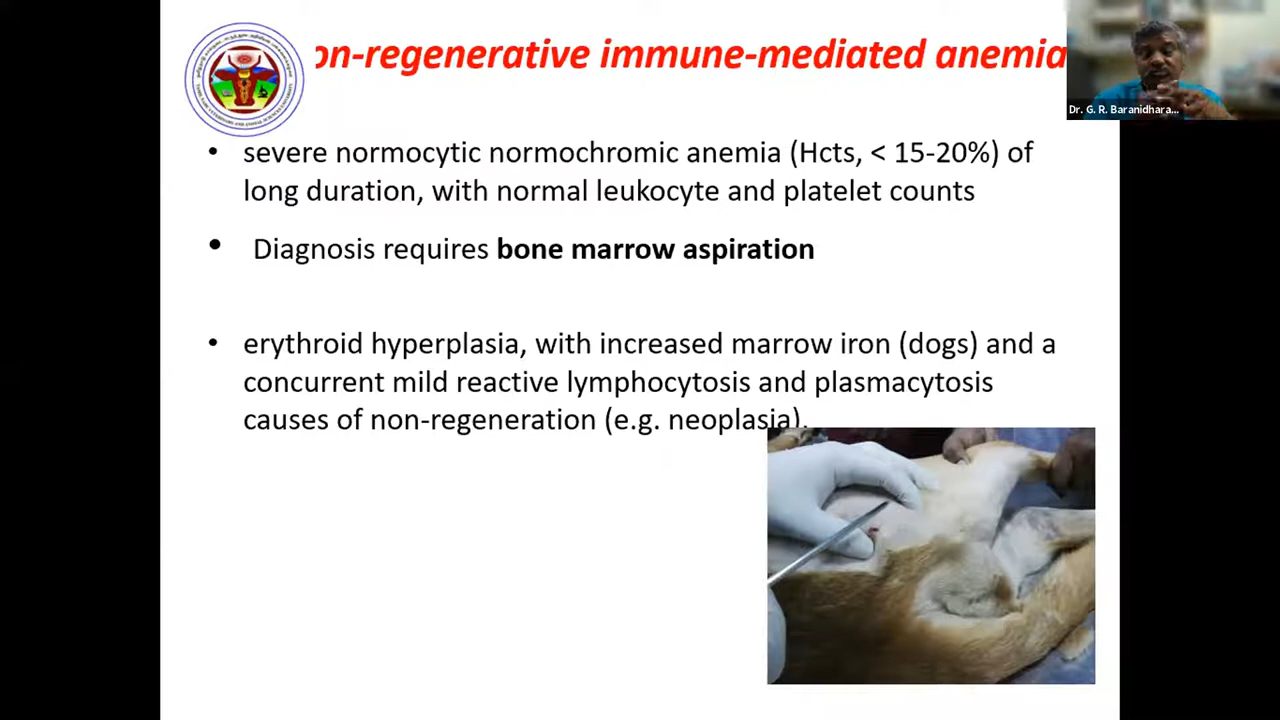 on-regenerative immune-mediated anemia
Dr. G. R. Baranidhara...
• severe normocytic normochromic anemia (Hcts, < 15-20%) of
long duration, with normal leukocyte and platelet counts
• Diagnosis requires bone marrow aspiration
• erythroid hyperplasia, with increased marrow iron (dogs) and a
concurrent mild reactive lymphocytosis and plasmacytosis
causes of non-regeneration (e.g. neoplasia).